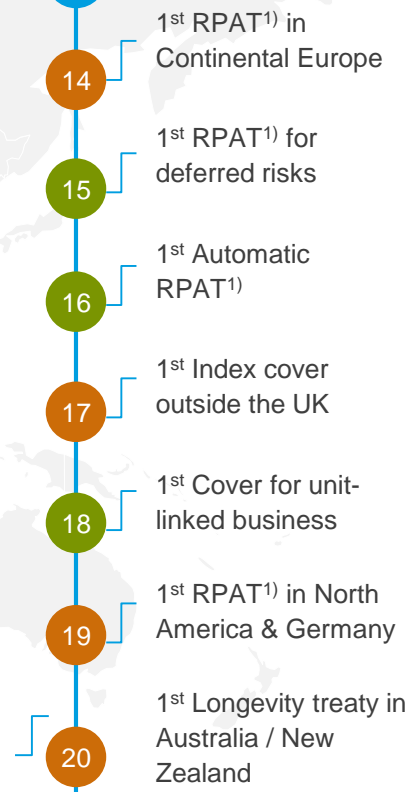 1st RPAT1) in
Continental Europe
14
1st RPAT1) for
deferred risks
15
1st Automatic
RPAT1)
16
1st Index cover
outside the UK
17
1st Cover for unit-
linked business
18
1st RPAT1) in North
America & Germany
19
1st Longevity treaty in
Australia / New
Zealand
20